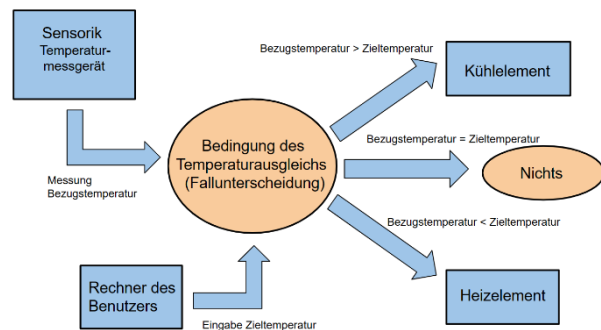 Sensorik
Temperatur-
messgerät
Bezugstemperatur > Zieltemperatur
Kühlelement
Bedingung des
Temperaturausgleichs
(Fallunterscheidung)
Bezugstemperatur = Zieltemperatur
Nichts
Messung
Bezugstemperatur
Bezugstemperatur < Zieltemperatur
Rechner des
Benutzers
Eingabe Zieltemperatur
Heizelement